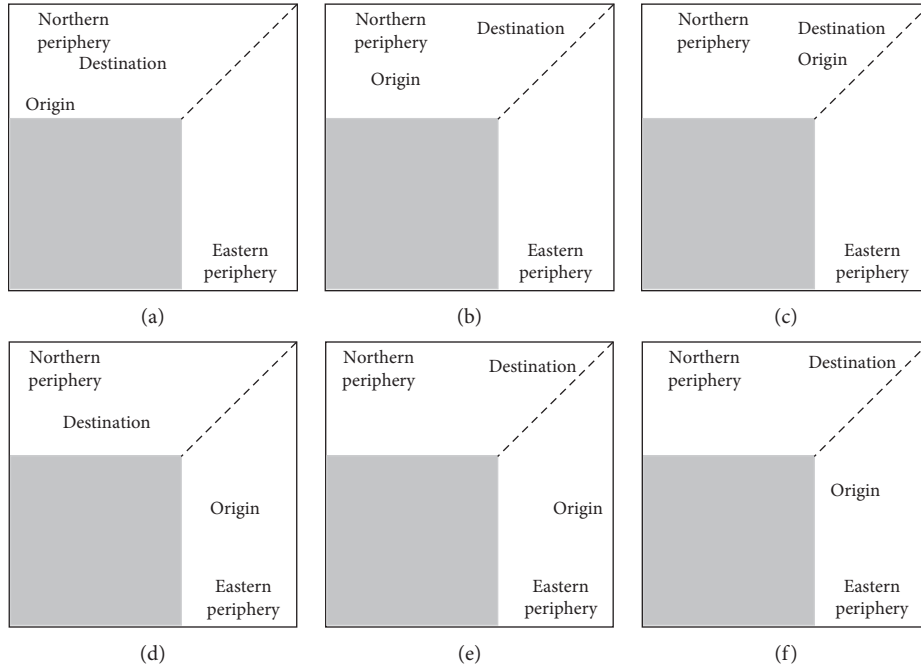 Northern
periphery
Destination
Origin
Eastern
periphery
(a)
Northern
periphery
Destination
Origin
Eastern
periphery
(b)
Northern
periphery
Destination
Origin
Eastern
periphery
(c)
Northern
periphery
Destination
Origin
Eastern
periphery
(d)
Northern
periphery
Destination
Origin
Eastern
periphery
(e)
Northern
periphery
Destination
Origin
Eastern
periphery
(f)